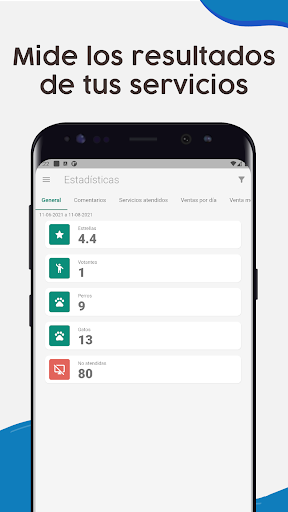 Mide los resultados
de tus servicios
Estadísticas
General Comentarios Servicios atendidos Ventas por día Venta m
11-06-2021 a 11-08-2021
Estrellas
4.4
Votantes
1
Perros
9
Gatos
13
No atendidas
80